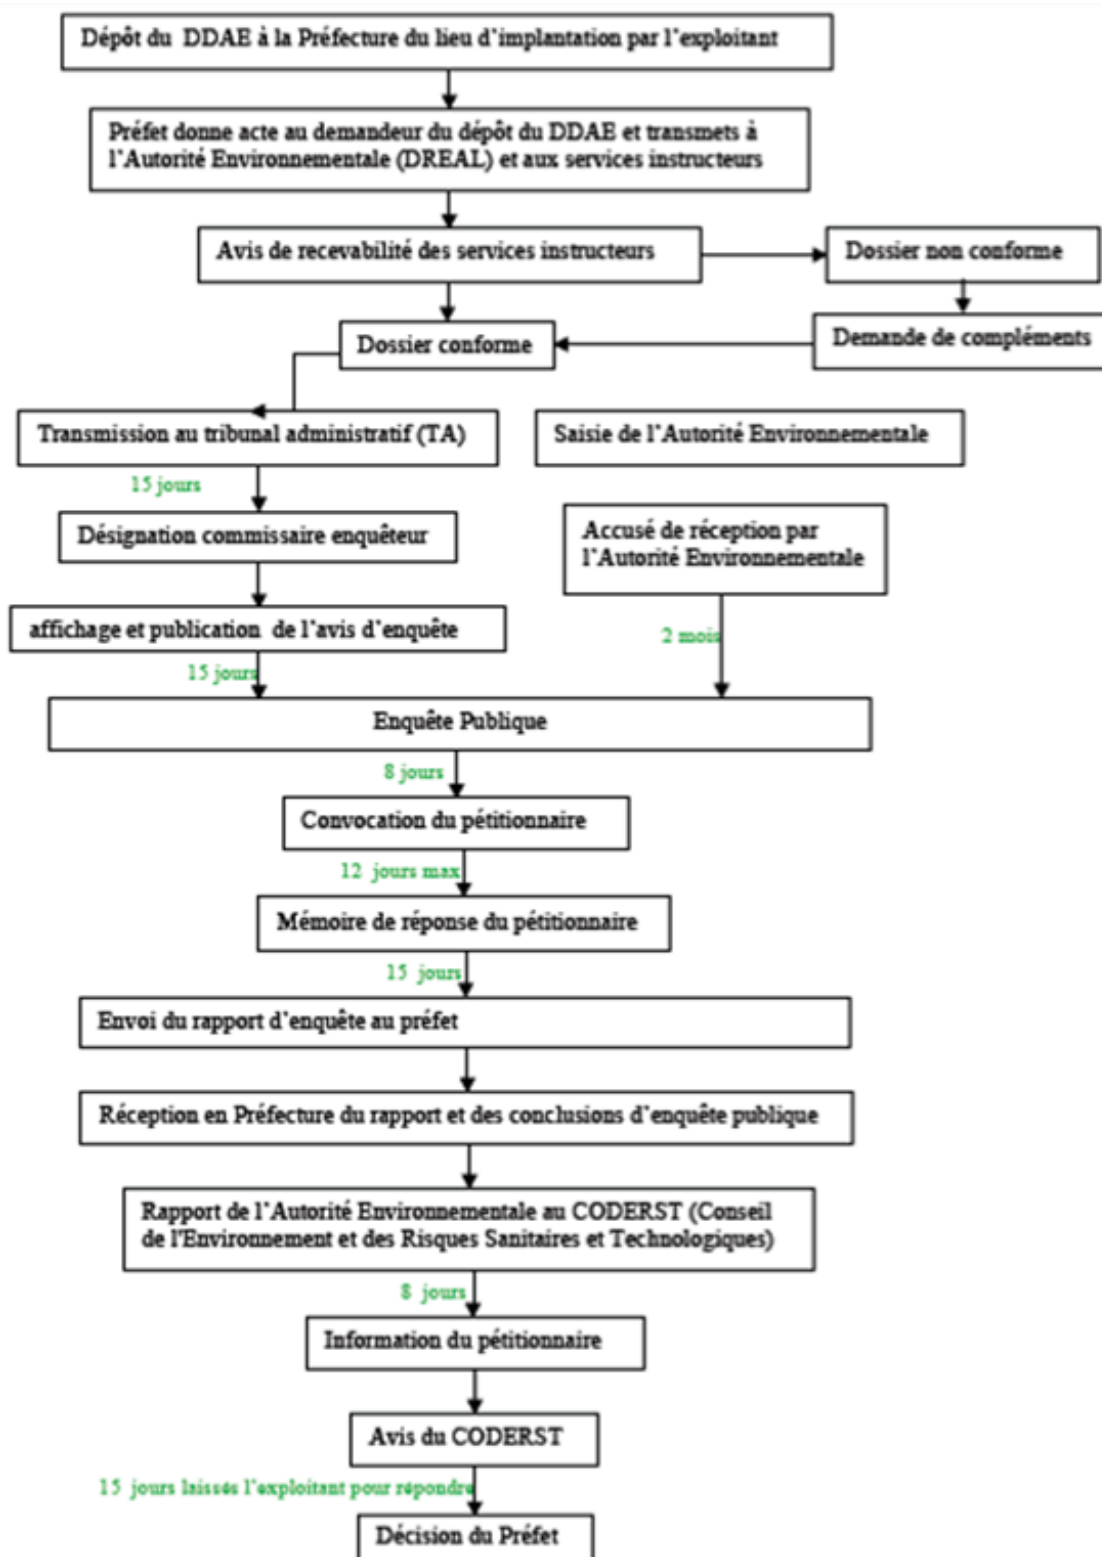 Dépôt du DDAE à la Préfecture du lieu d'implantation par l'exploitant
Préfet donne acte au demandeur du dépôt du DDAE et transmets à
l'Autorité Environnementale (DREAL) et aux services instructeurs
Avis de recevabilité des services instructeurs
Dossier non conforme
Dossier conforme
Demande de compléments
Transmission au tribunal administratif (TA)
Saisie de l'Autorité Environnementale
15 jours
Désignation commissaire enquêteur
Accusé de réception par
l'Autorité Environnementale
affichage et publication de l'avis d'enquête
2 mois
15 jours
Enquête Publique
8 jours
Convocation du pétitionnaire
12 jours max
Mémoire de réponse du pétitionnaire
15 jours
Envoi du rapport d'enquête au préfet
Réception en Préfecture du rapport et des conclusions d'enquête publique
Rapport de l'Autorité Environnementale au CODERST (Conseil
de l'Environnement et des Risques Sanitaires et Technologiques)
8 jours
Information du pétitionnaire
Avis du CODERST
15 jours laissés l'exploitant pour répondre
Décision du Préfet